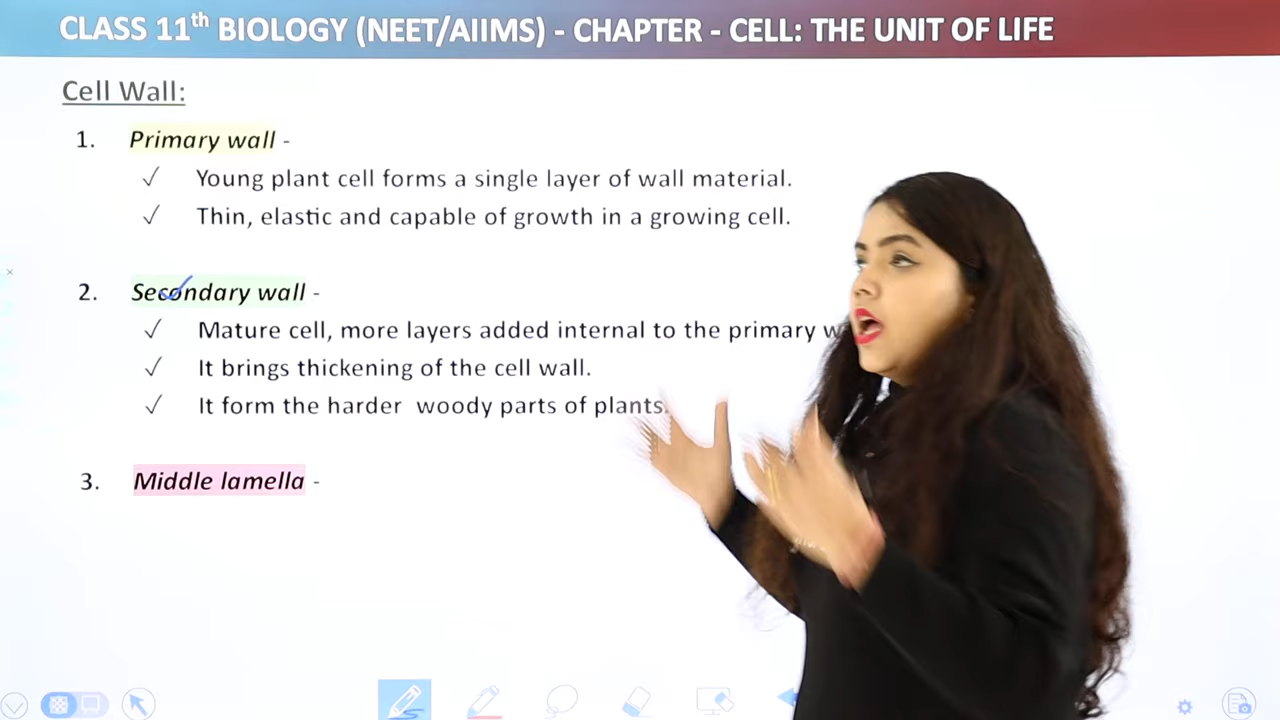 CLASS 11th BIOLOGY (NEET/AIIMS) - CHAPTER - CELL: THE UNIT OF LIFE
Cell Wall:
1. Primary wall -
✓ Young plant cell forms a single layer of wall material.
✓ Thin, elastic and capable of growth in a growing cell.
2. Secondary wall -
✓ Mature cell, more layers added internal to the primary
✓ It brings thickening of the cell wall.
✓ It form the harder woody parts of plants.
3. Middle lamella -